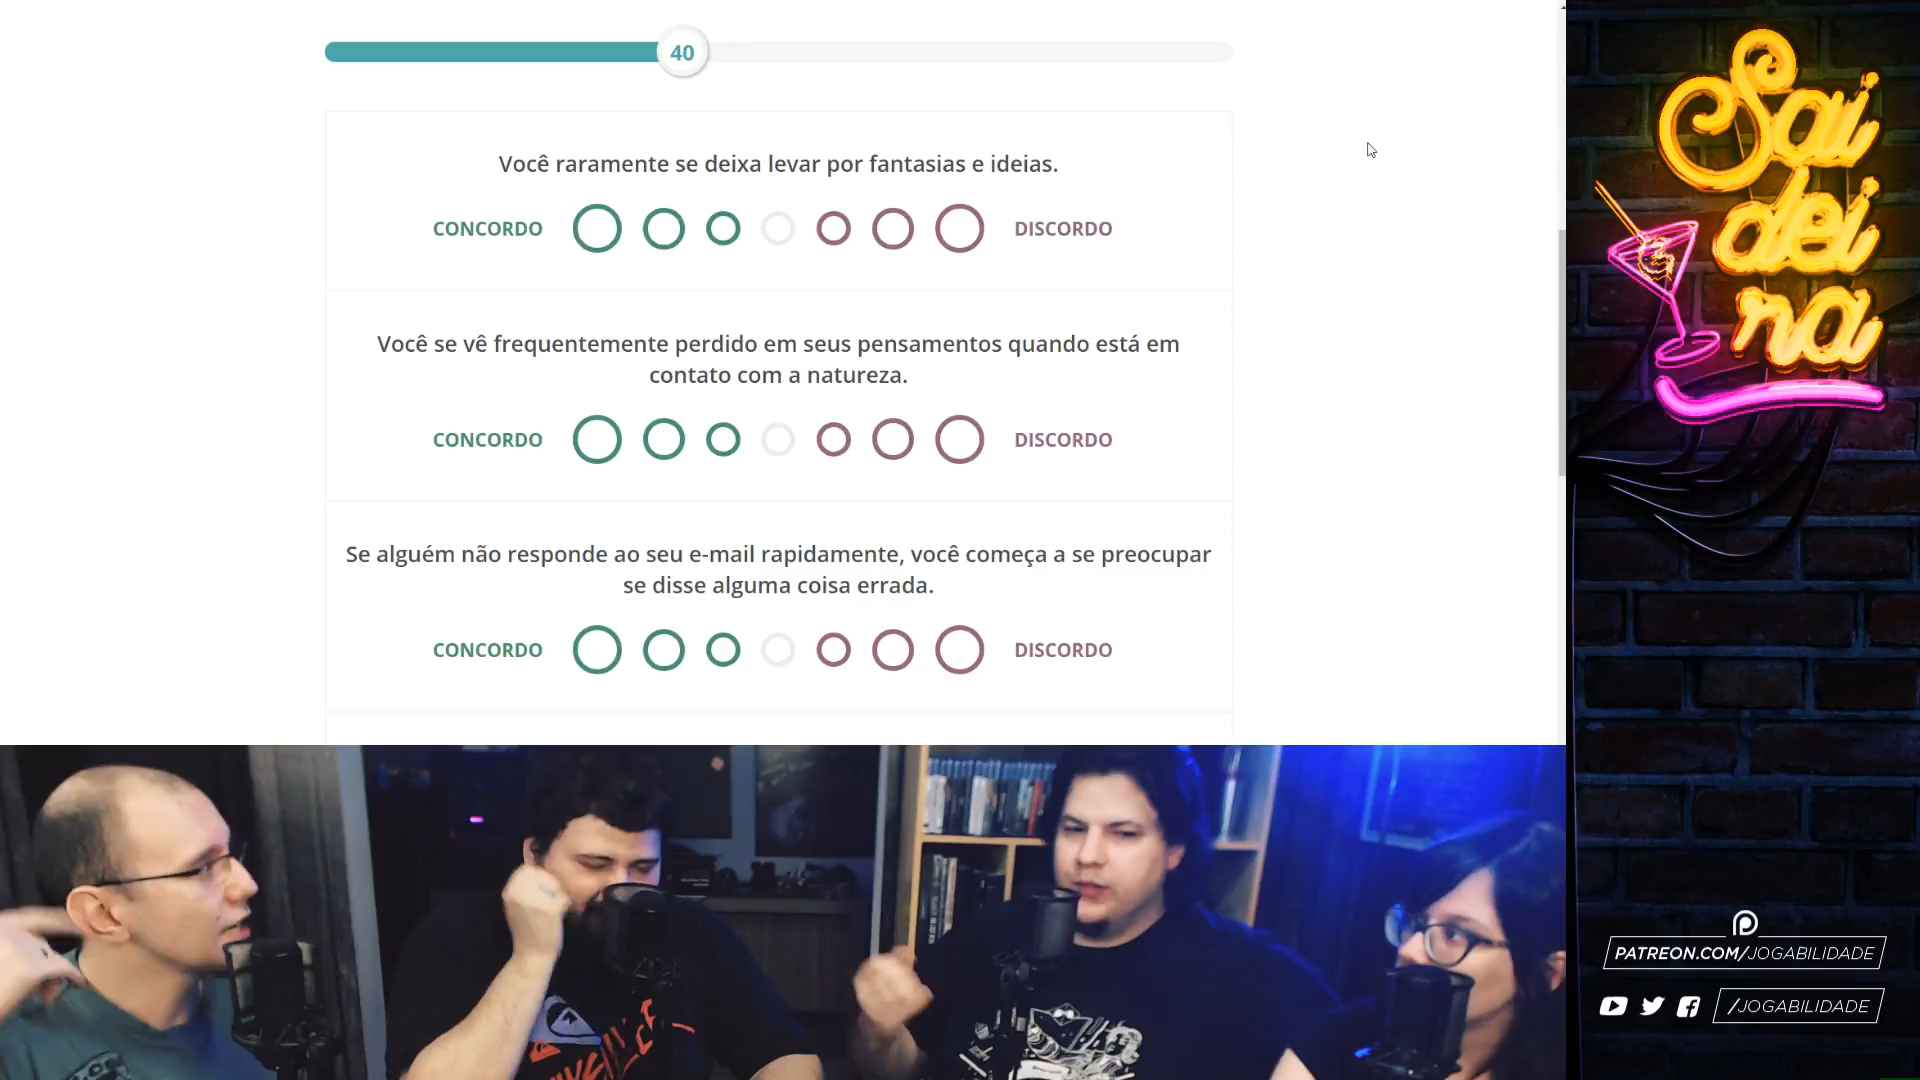 40
Você raramente se deixa levar por fantasias e ideias.
CONCORDO DISCORDO
Você se vê frequentemente perdido em seus pensamentos quando está em
contato com a natureza.
CONCORDO DISCORDO
Se alguém não responde ao seu e-mail rapidamente, você começa a se preocupar
se disse alguma coisa errada.
CONCORDO DISCORDO
Sai
dei
ra
PATREON.COM/JOGABILIDADE
/JOGABILIDADE